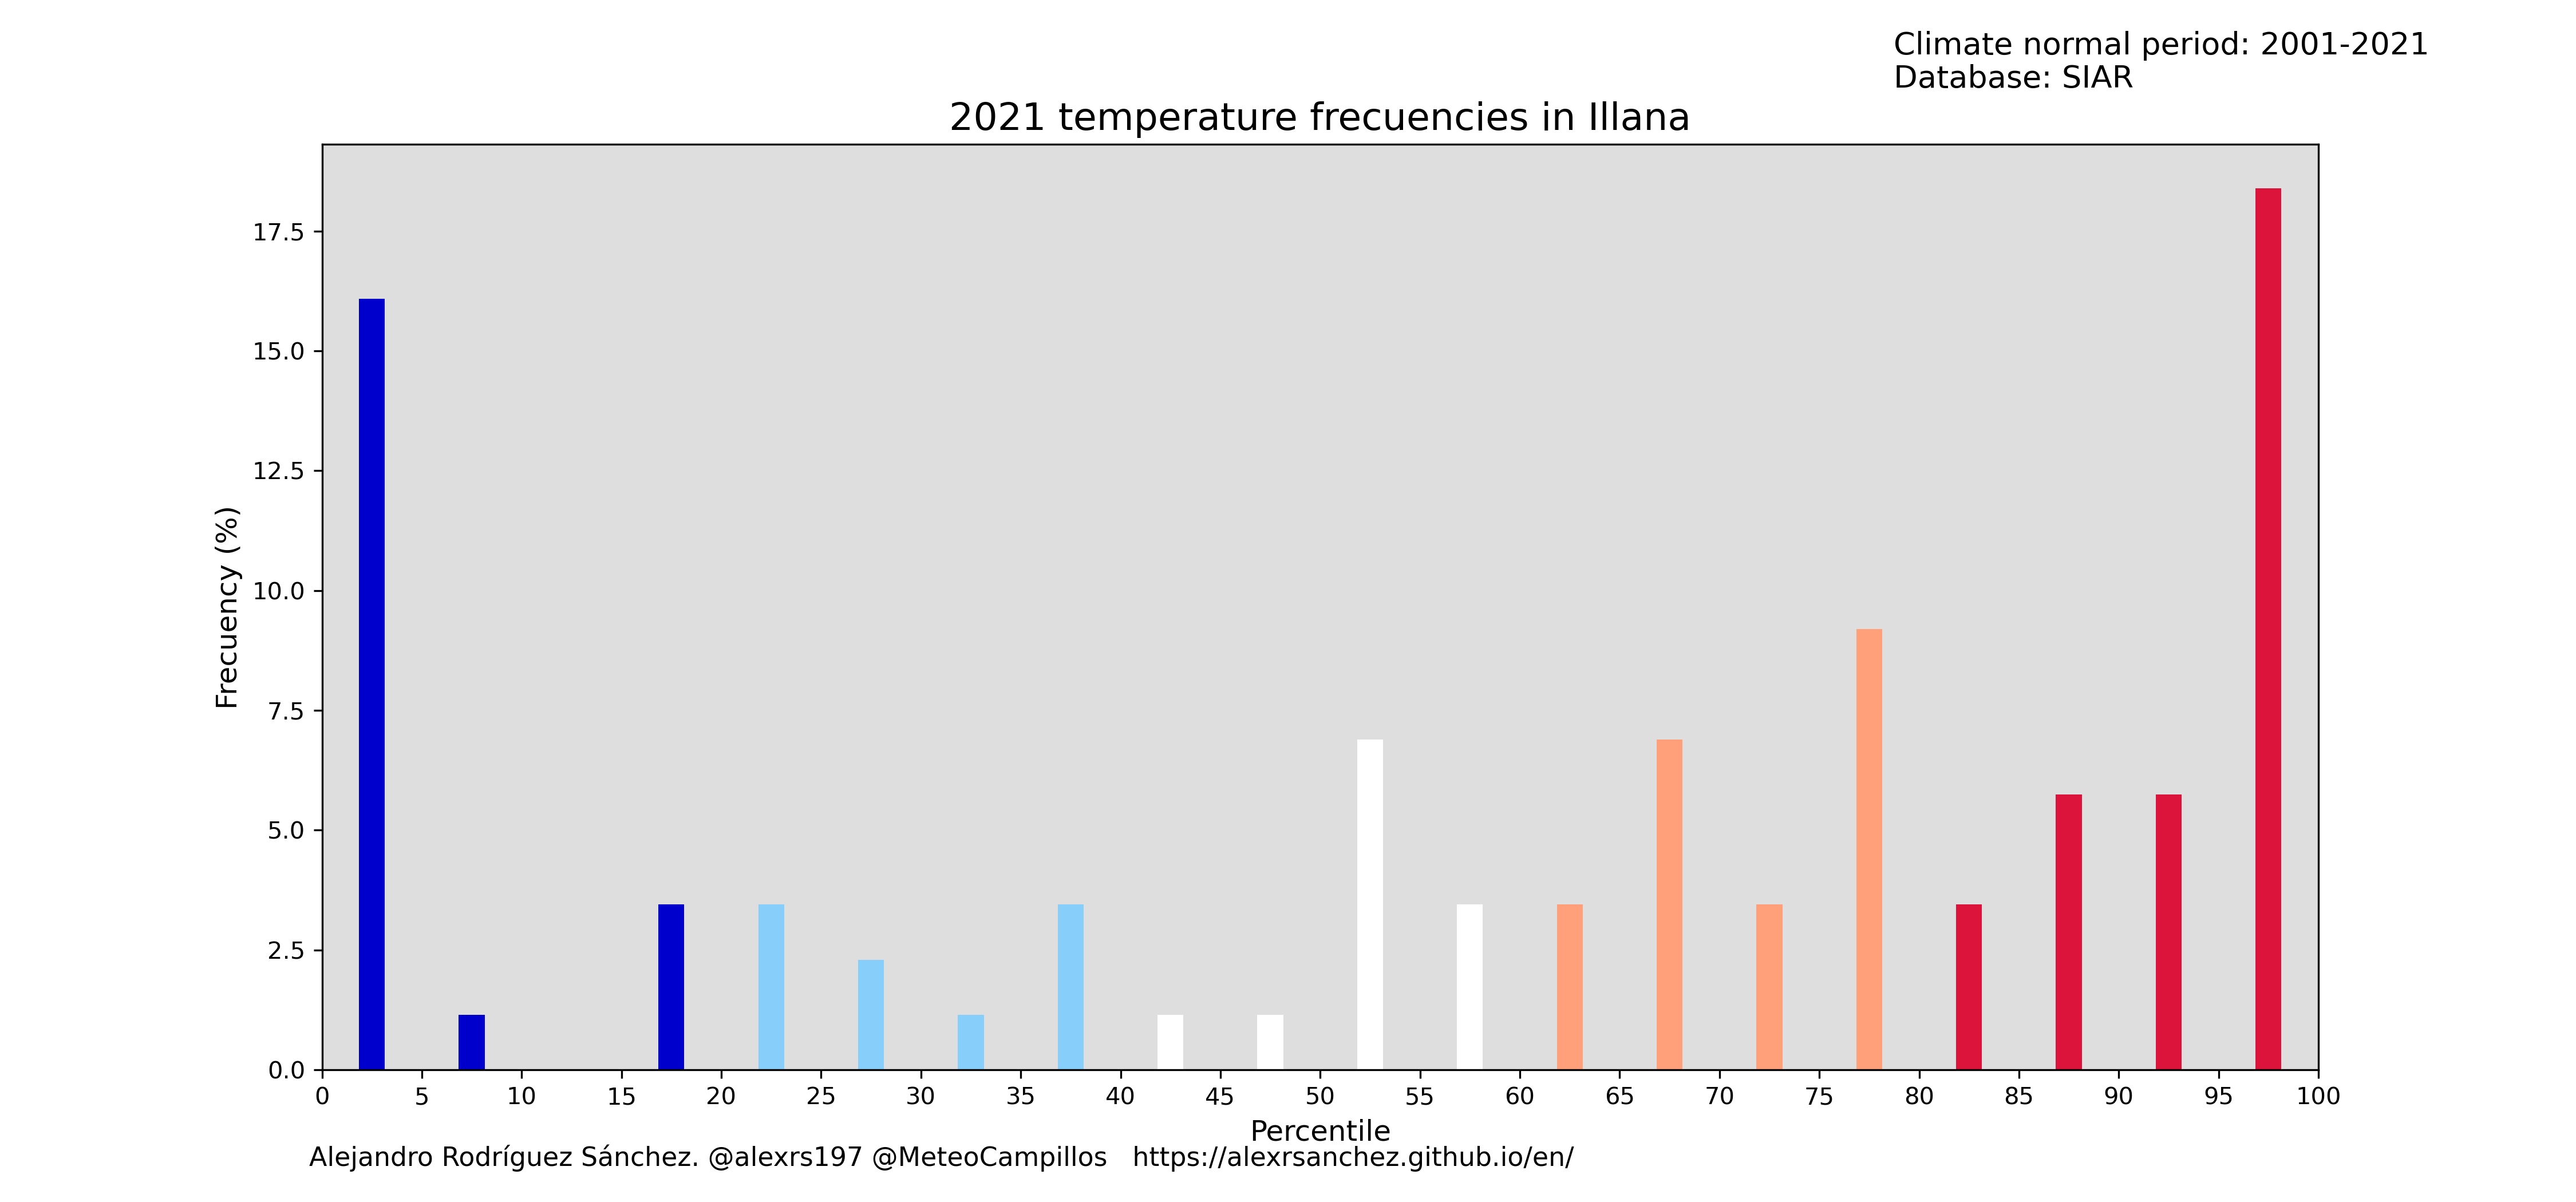 Climate normal period: 2001-2021
Database: SIAR
2021 temperature frecuencies in Illana
Frecuency (%)
17.5
15.0
12.5
10.0
7.5
5.0
2.5
0.0
0 5 10 15 20 25 30 35 40 45 50 55 60 65 70 75 80 85 90 95 100
Percentile
Alejandro Rodríguez Sánchez. @alexrs197 @MeteoCampillos https://alexrsanchez.github.io/en/